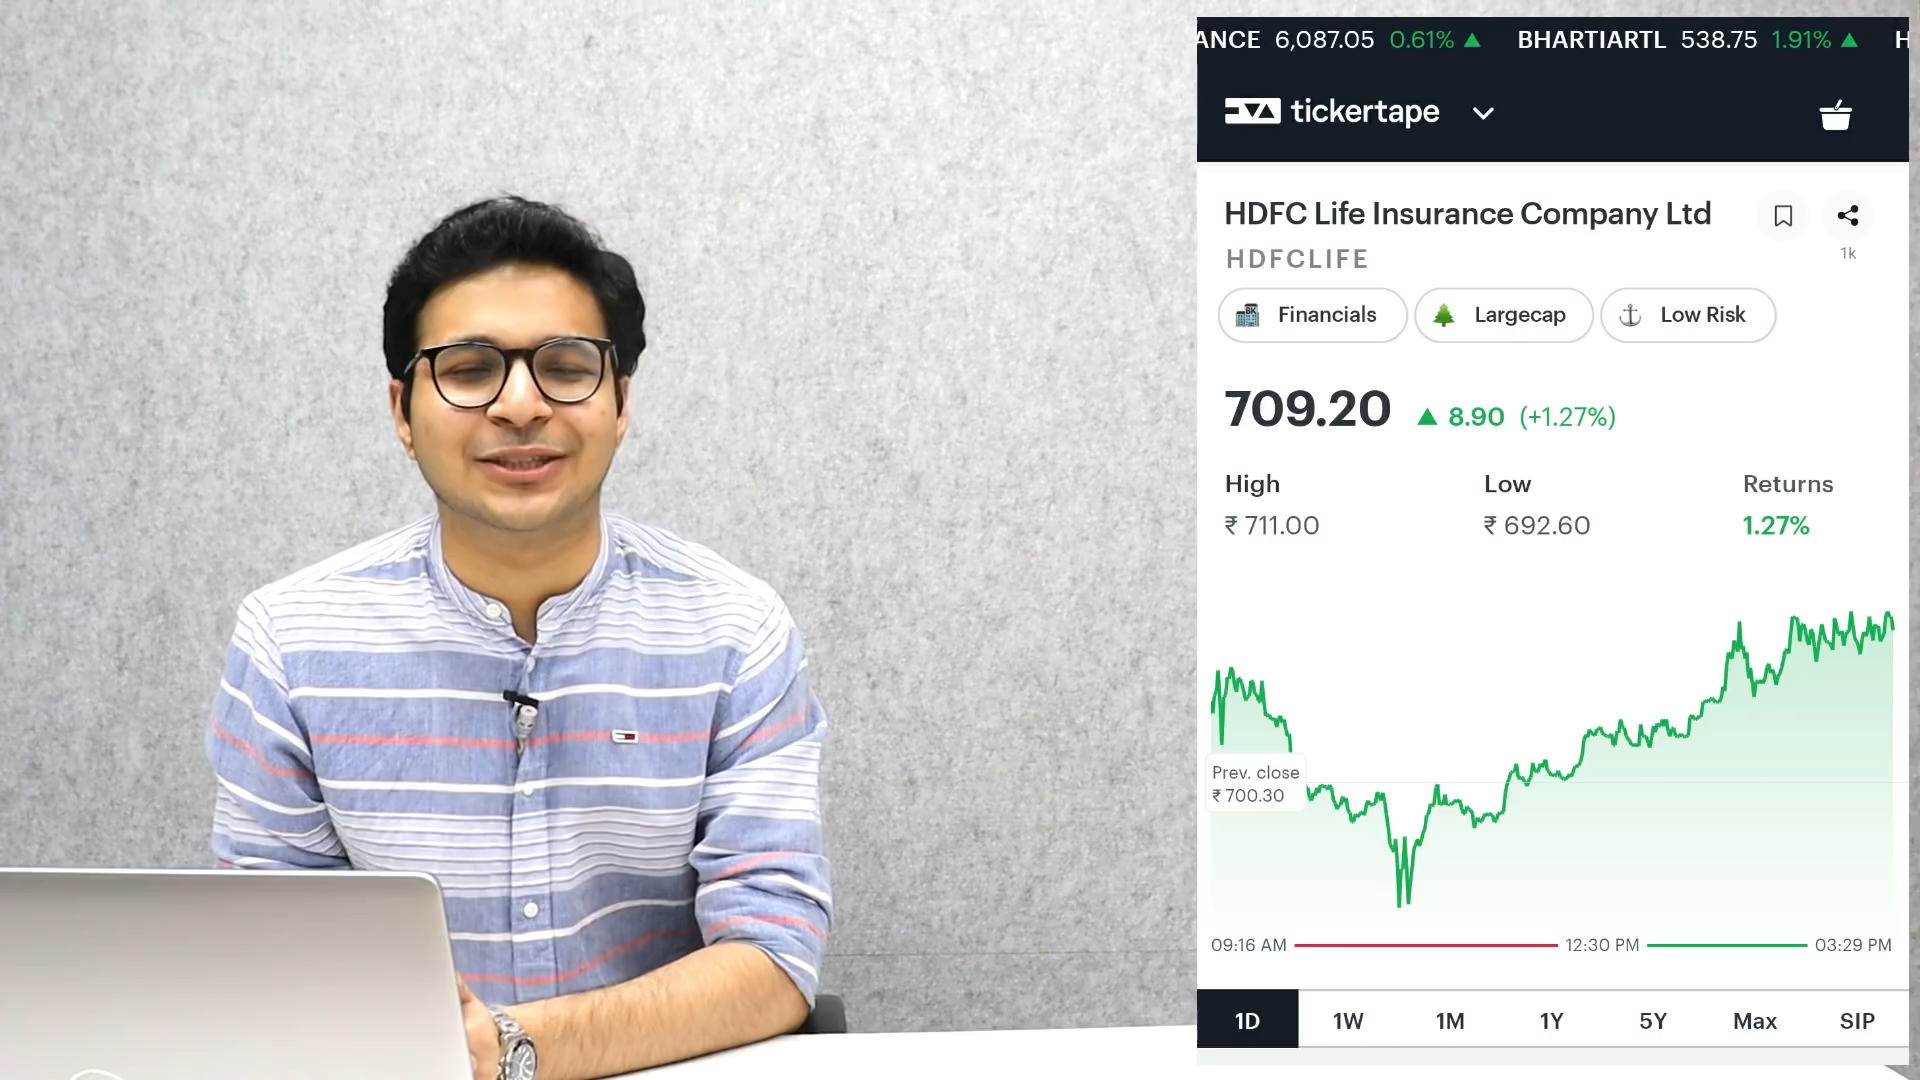 ANCE 6,087.05 0.61% ▲ BHARTIARTL 538.75 1.91% ▲ H
tickertape
HDFC Life Insurance Company Ltd
HDFCLIFE
1k
Financials Largecap Low Risk
709.20 ▲ 8.90 (+1.27%)
High Low Returns
₹ 711.00 ₹ 692.60 1.27%
Prev. close
₹ 700.30
09:16 AM 12:30 PM 03:29 PM
1D 1W 1M 1Y 5Y Max SIP